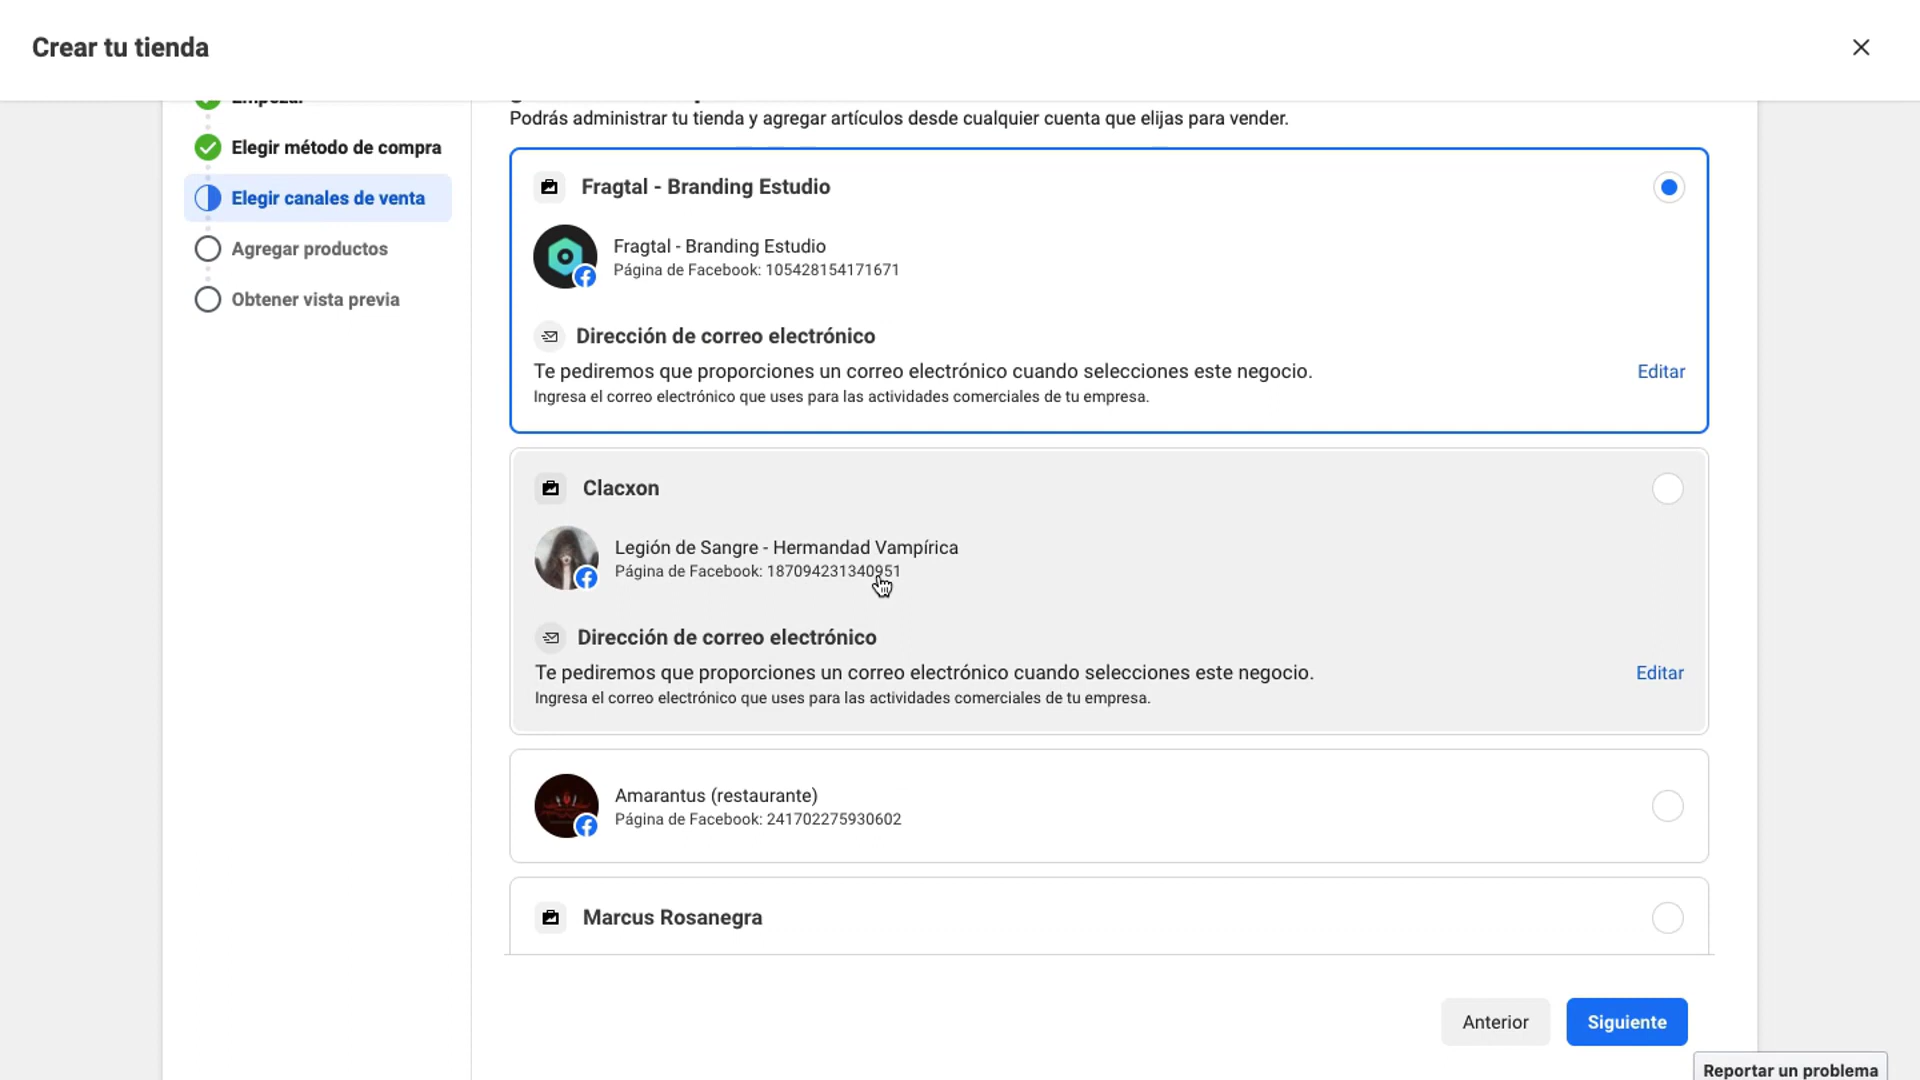 Crear tu tienda
Empezar
Elegir método de compra
Elegir canales de venta
Agregar productos
Obtener vista previa
Podrás administrar tu tienda y agregar artículos desde cualquier cuenta que elijas para vender.
Fragtal - Branding Estudio
Fragtal - Branding Estudio
Página de Facebook: 105428154171671
Dirección de correo electrónico
Te pediremos que proporciones un correo electrónico cuando selecciones este negocio.
Editar
Ingresa el correo electrónico que uses para las actividades comerciales de tu empresa.
Clacxon
Legión de Sangre - Hermandad Vampírica
Página de Facebook: 187094231340951
Dirección de correo electrónico
Te pediremos que proporciones un correo electrónico cuando selecciones este negocio.
Editar
Ingresa el correo electrónico que uses para las actividades comerciales de tu empresa.
Amarantus (restaurante)
Página de Facebook: 241702275930602
Marcus Rosanegra
Anterior
Siguiente
Reportar un problema